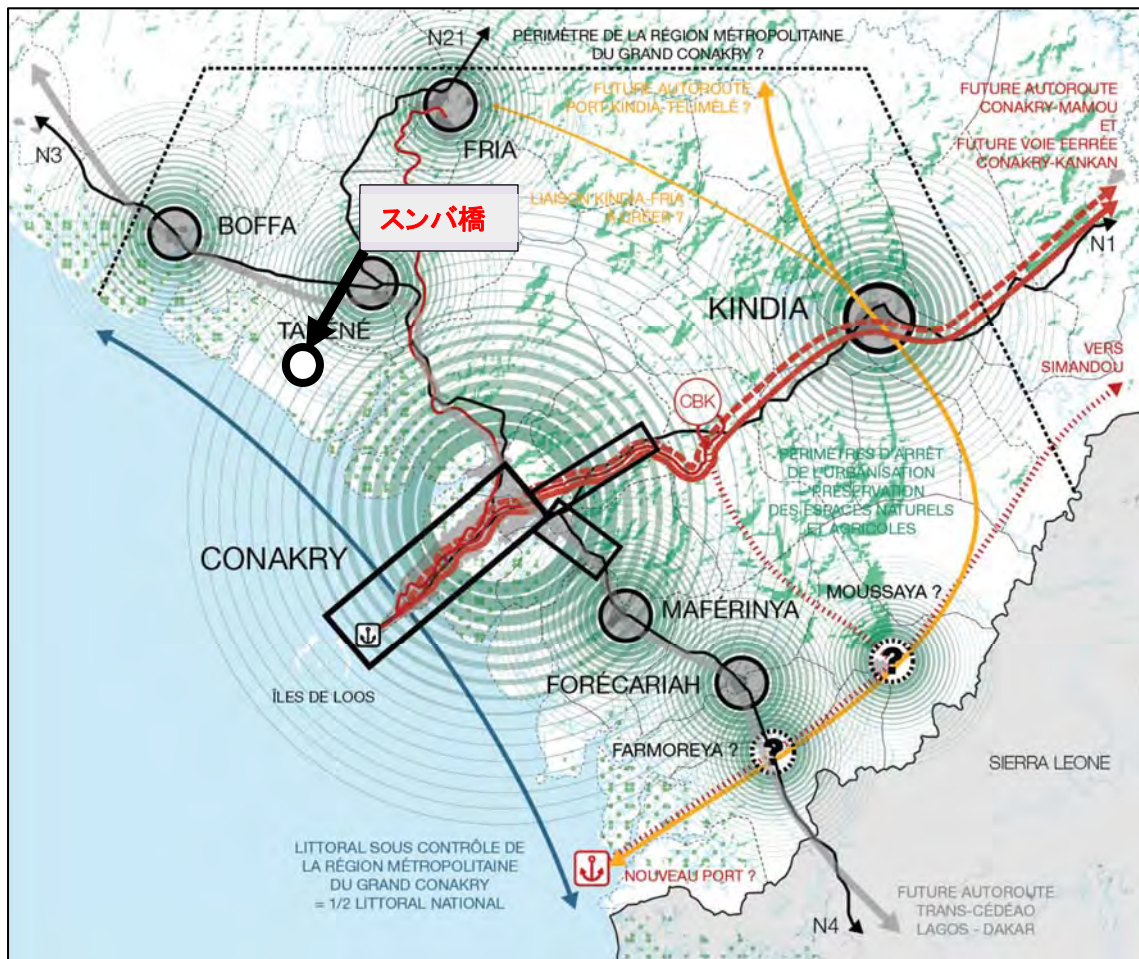 N21
PÉRIMÈTRE DE LA RÉGION MÉTROPOLITAINE
DU GRAND CONAKRY ?
FUTURE AUTOROUTE
PORT-KINDIA-TÉLIMÉLÉ ?
FUTURE AUTOROUTE
CONAKRY-MAMOU
ET
FUTURE VOIE FERRÉE
CONAKRY-KANKAN
N3
FRIA
BOFFA
スンバ橋
LIAISON KINDIA-FRIA
À CRÉER ?
N1
KINDIA
TANÉNÉ
VERS
SIMANDOU
CBK
PÉRIMÈTRES D'ARRÊT
DE L'URBANISATION
PRÉSERVATION
DES ESPACES NATURELS
ET AGRICOLES
CONAKRY
MOUSSAYA ?
MAFÉRINYA
?
FORÉCARIAH
ÎLES DE LOOS
FARMOREYA ?
?
SIERRA LEONE
LITTORAL SOUS CONTRÔLE DE
LA RÉGION MÉTROPOLITAINE
DU GRAND CONAKRY
= 1/2 LITTORAL NATIONAL
NOUVEAU PORT ?
FUTURE AUTOROUTE
TRANS-CÉDÉAO
LAGOS - DAKAR
N4